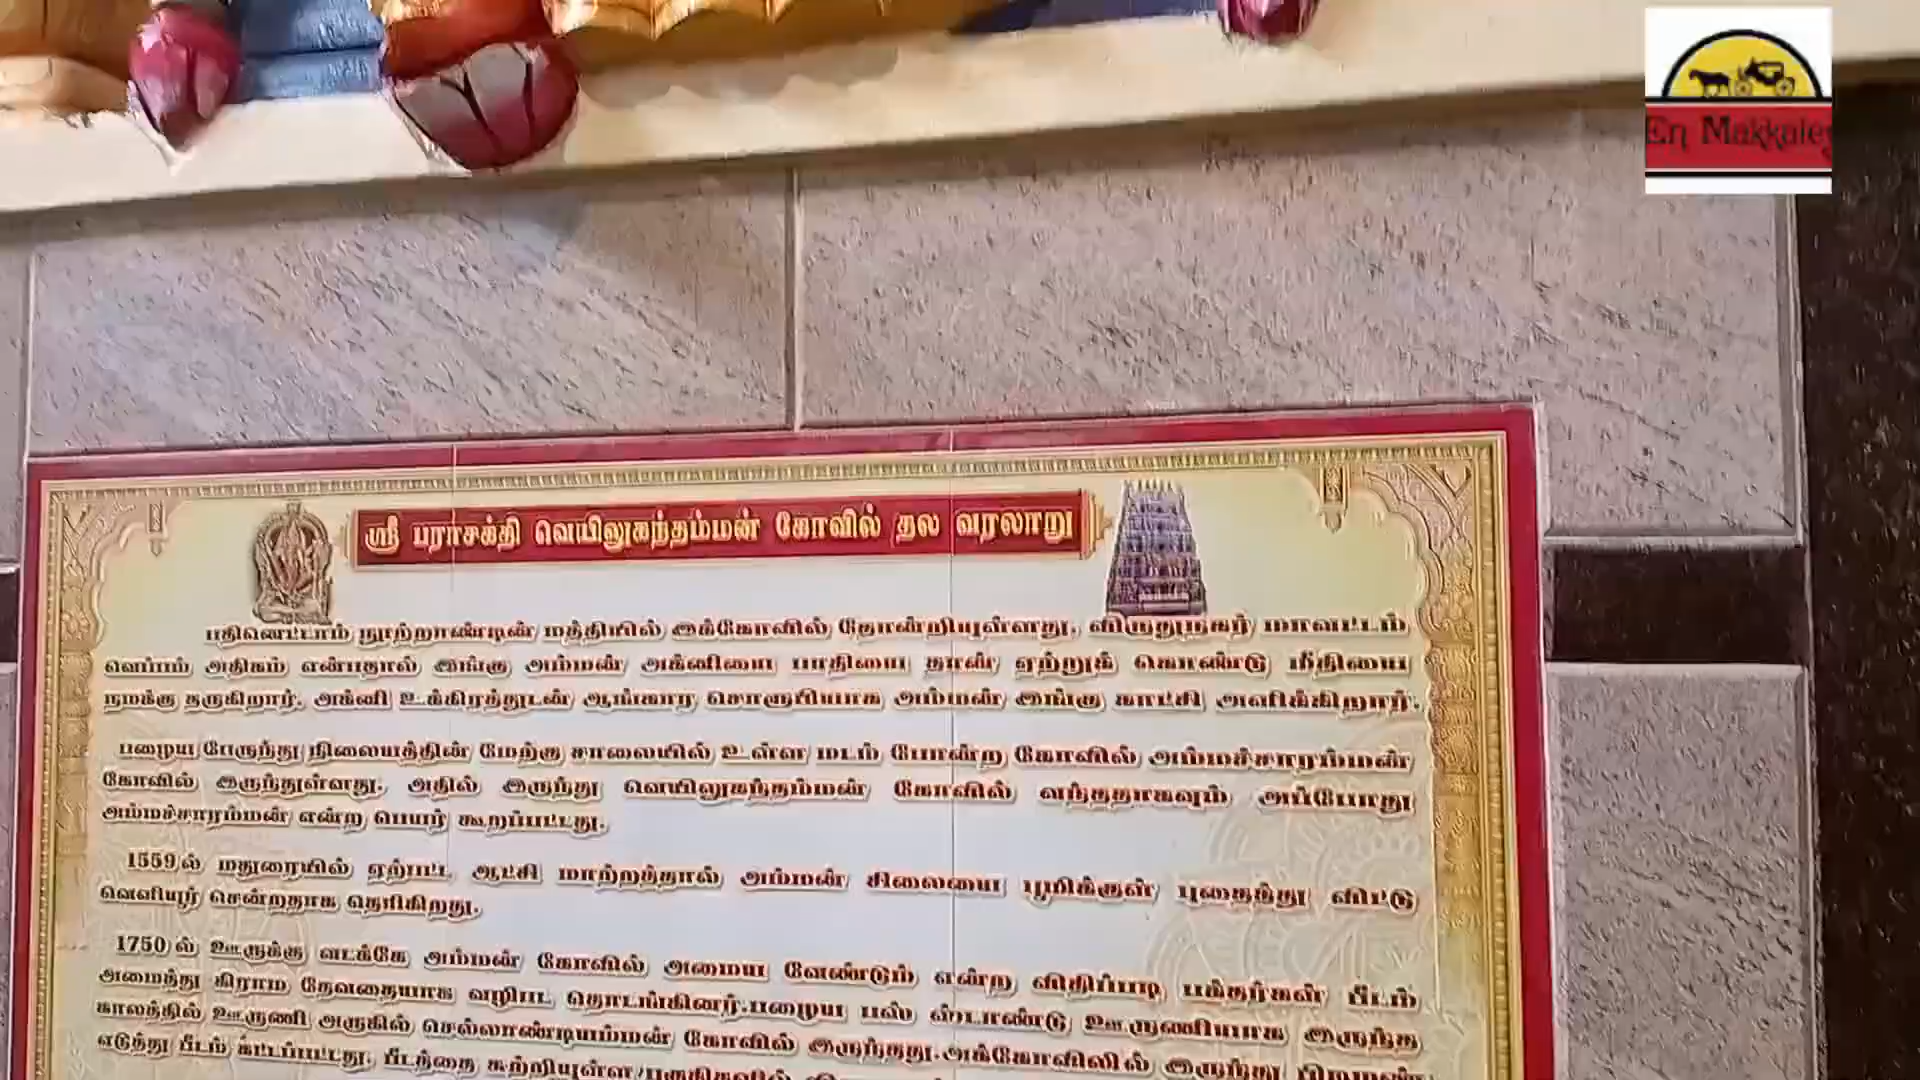 En Makkaley
ஸ்ரீ பராசக்தி வெயிலுகந்தம்மன் கோவில் தல வரலாறு
பதினெட்டாம் நூற்றாண்டின் மத்தியில் இக்கோவில் தோன்றியுள்ளது. விருதுநகர் மாவட்டம்
வெப்பம் அதிகம் என்பதால் இங்கு அம்மன் அக்னியை பாதியை தான் ஏற்றுக் கொண்டு மீதியை
நமக்கு தருகிறார். அக்னி உக்கிரத்துடன் ஆங்கார சொரூபியாக அம்மன் இங்கு காட்சி அளிக்கிறார்.
பழைய பேருந்து நிலையத்தின் மேற்கு சாலையில் உள்ள மடம் போன்ற கோவில் அம்மச்சாரம்மன்
கோவில் இருந்துள்ளது. அதில் இருந்து வெயிலுகந்தம்மன் கோவில் வந்ததாகவும் அப்போது
அம்மச்சாரம்மன் என்ற பெயர் கூறப்பட்டது.
1559ல் மதுரையில் ஏற்பட்ட ஆட்சி மாற்றத்தால் அம்மன் சிலையை பூமிக்குள் புதைத்து விட்டு
வெளியூர் சென்றதாக தெரிகிறது.
1750ல் ஊருக்கு வடக்கே அம்மன் கோவில் அமைய வேண்டும் என்ற விதிப்படி பக்தர்கள் பீடம்
அமைத்து கிராம தேவதையாக வழிபட தொடங்கினர்.பழைய பஸ் ஸ்டாண்டு ஊருணியாக இருந்த
காலத்தில் ஊருணி அருகில் செல்லாண்டியம்மன் கோவில் இருந்தது.அக்கோவிலில் இருந்து பிடிமண்
எடுத்து பீடம் கட்டப்பட்டது. பீடத்தை சுற்றியுள்ள பகுதிகளில்